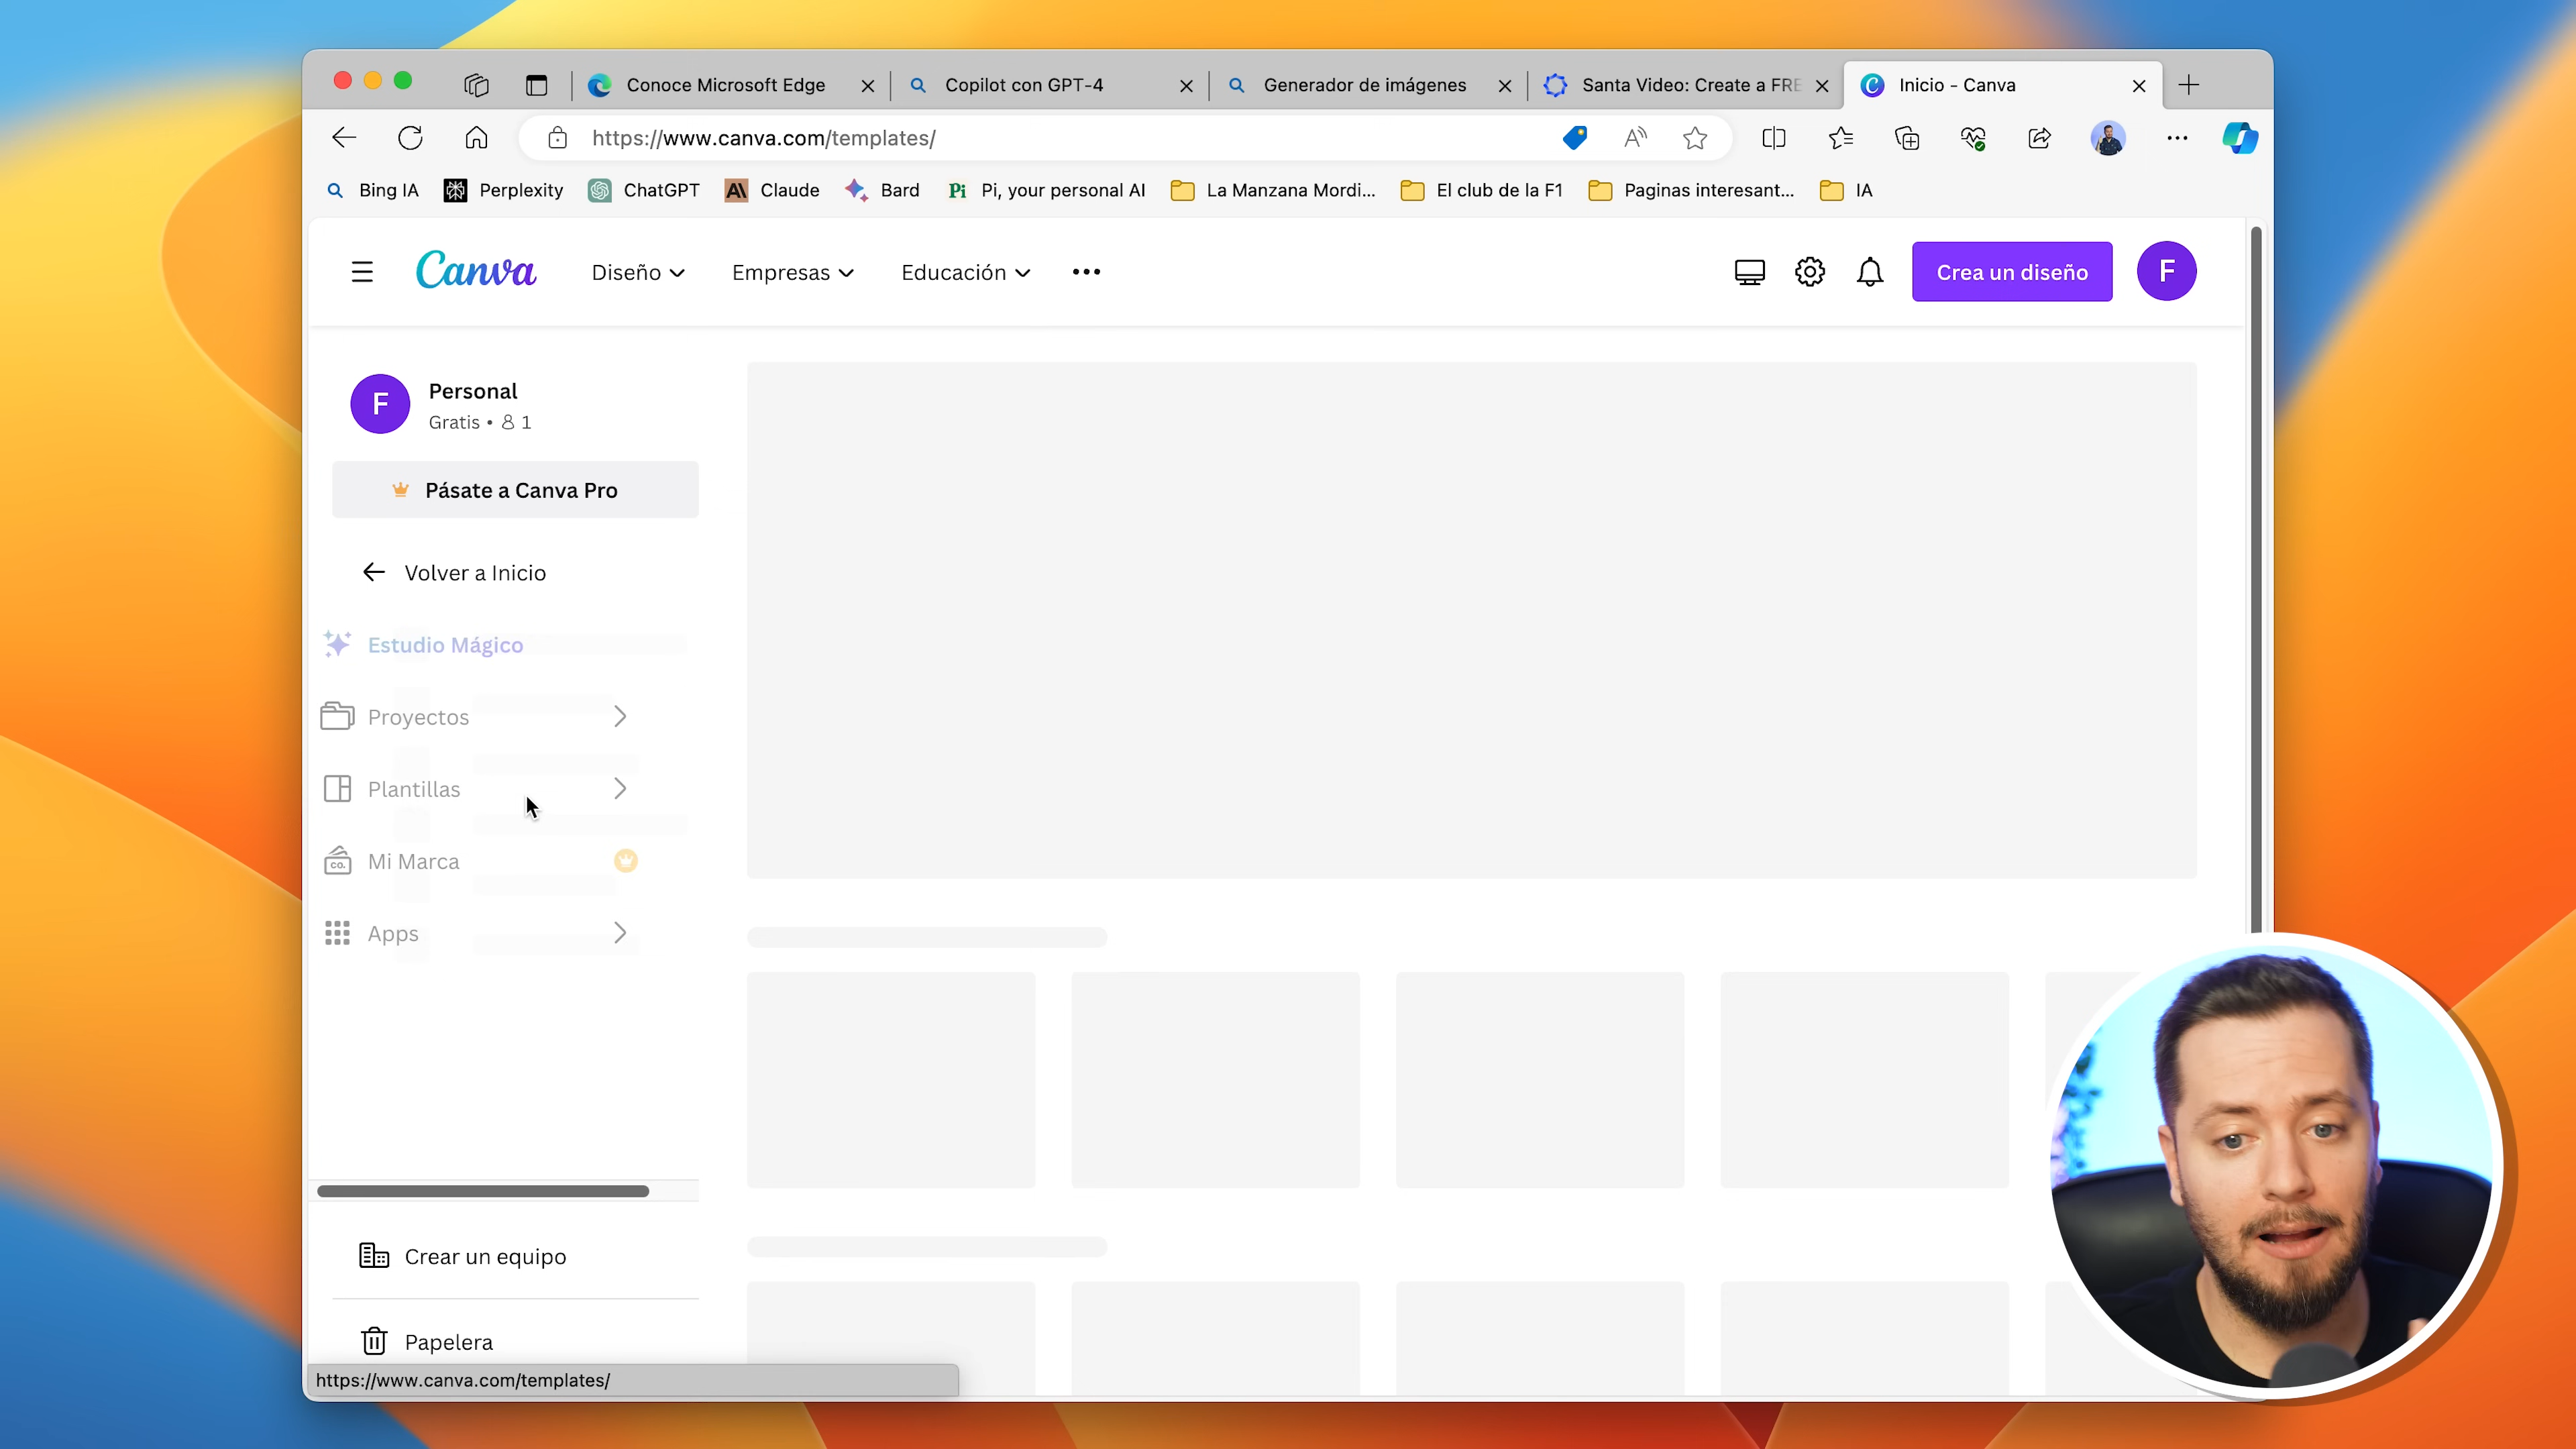 Conoce Microsoft Edge
Copilot con GPT-4
Generador de imágenes
Santa Video: Create a FRE
Inicio - Canva
https://www.canva.com/templates/
Bing IA
Perplexity
ChatGPT
Claude
Bard
Pi
Pi, your personal AI
La Manzana Mordi...
El club de la F1
Paginas interesant...
IA
Canva
Diseño
Empresas
Educación
Crea un diseño
F
F
Personal
Gratis • 1
Pásate a Canva Pro
Volver a Inicio
Estudio Mágico
Proyectos
Plantillas
co.
Mi Marca
Apps
Crear un equipo
Papelera
https://www.canva.com/templates/